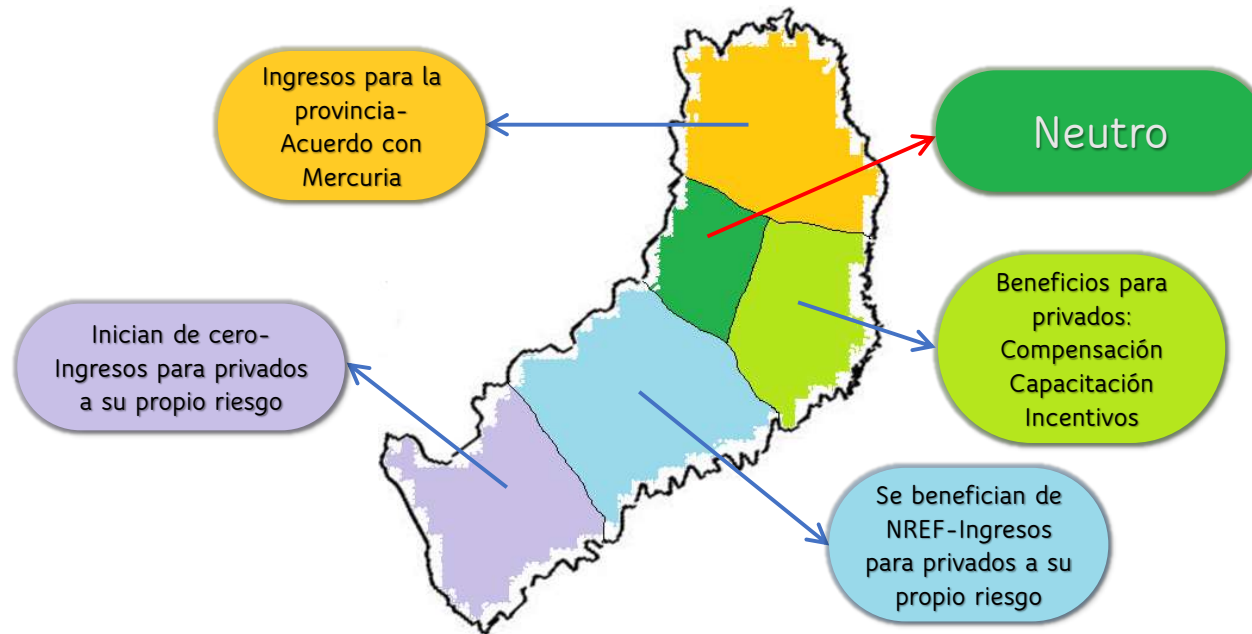 Ingresos para la
provincia-
Acuerdo con
Mercuria
Neutro
Inician de cero-
Ingresos para privados
a su propio riesgo
Beneficios para
privados:
Compensación
Capacitación
Incentivos
Se benefician de
NREF-Ingresos
para privados a su
propio riesgo